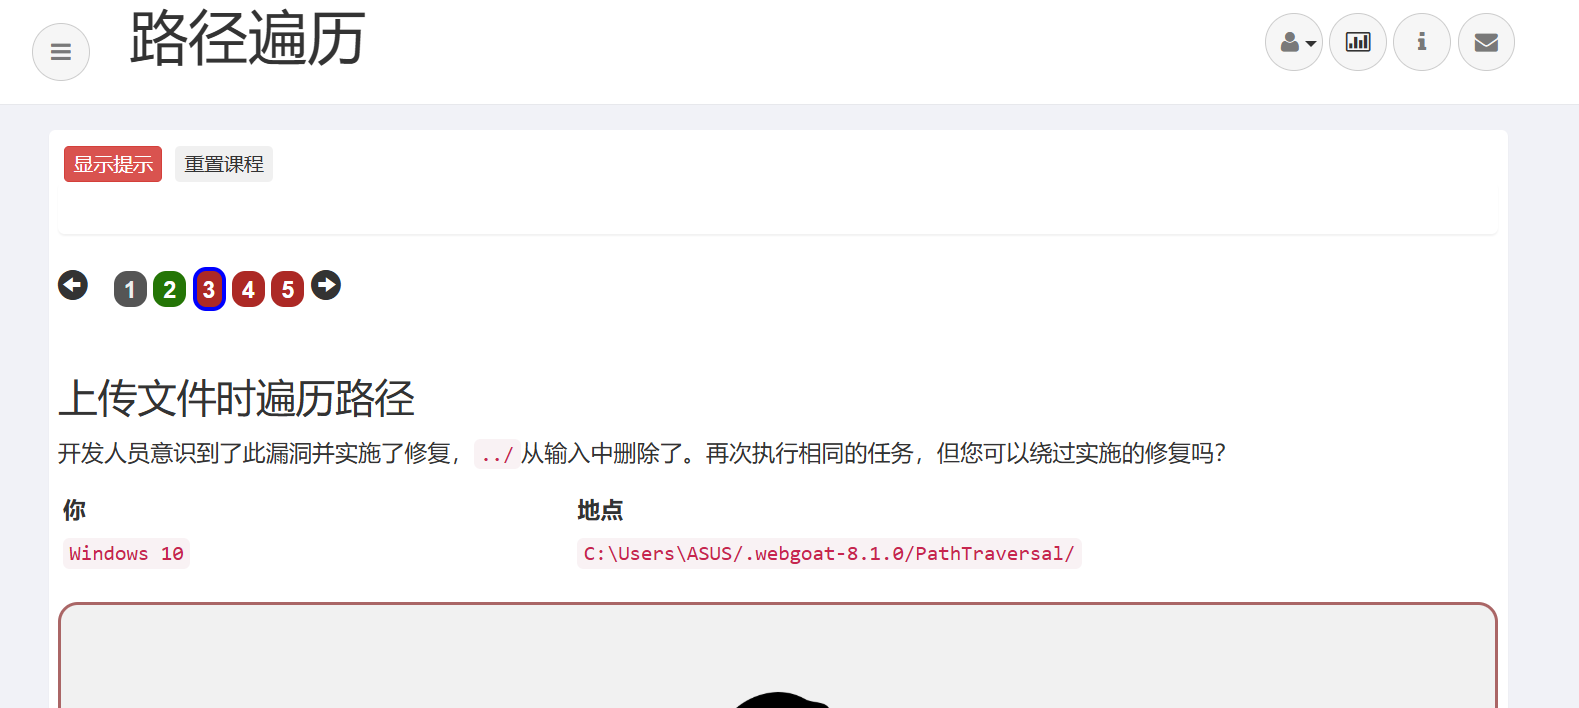 路径遍历
显示提示 重置课程
1 2 3 4 5
上传文件时遍历路径
开发人员意识到了此漏洞并实施了修复，../从输入中删除了。再次执行相同的任务，但您可以绕过实施的修复吗？
你 地点
Windows 10 C:\Users\ASUS/.webgoat-8.1.0/PathTraversal/